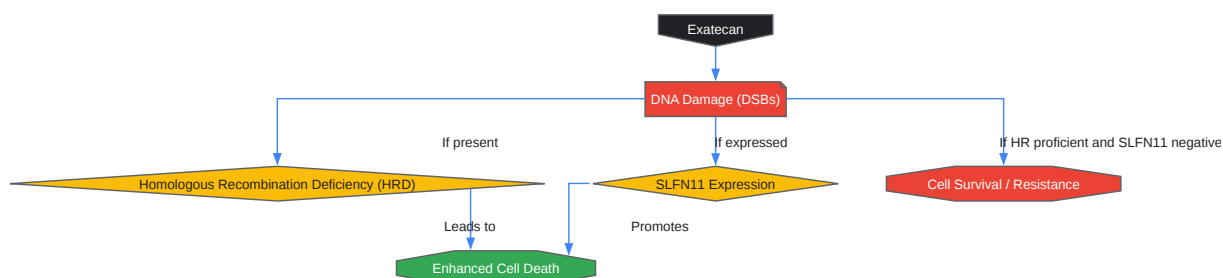 Exatecan
DNA Damage (DSBs)
If present
If expressed
If HR proficient and SLFN11 negative
Homologous Recombination Deficiency (HRD)
SLFN11 Expression
Cell Survival / Resistance
Leads to
Promotes
Enhanced Cell Death